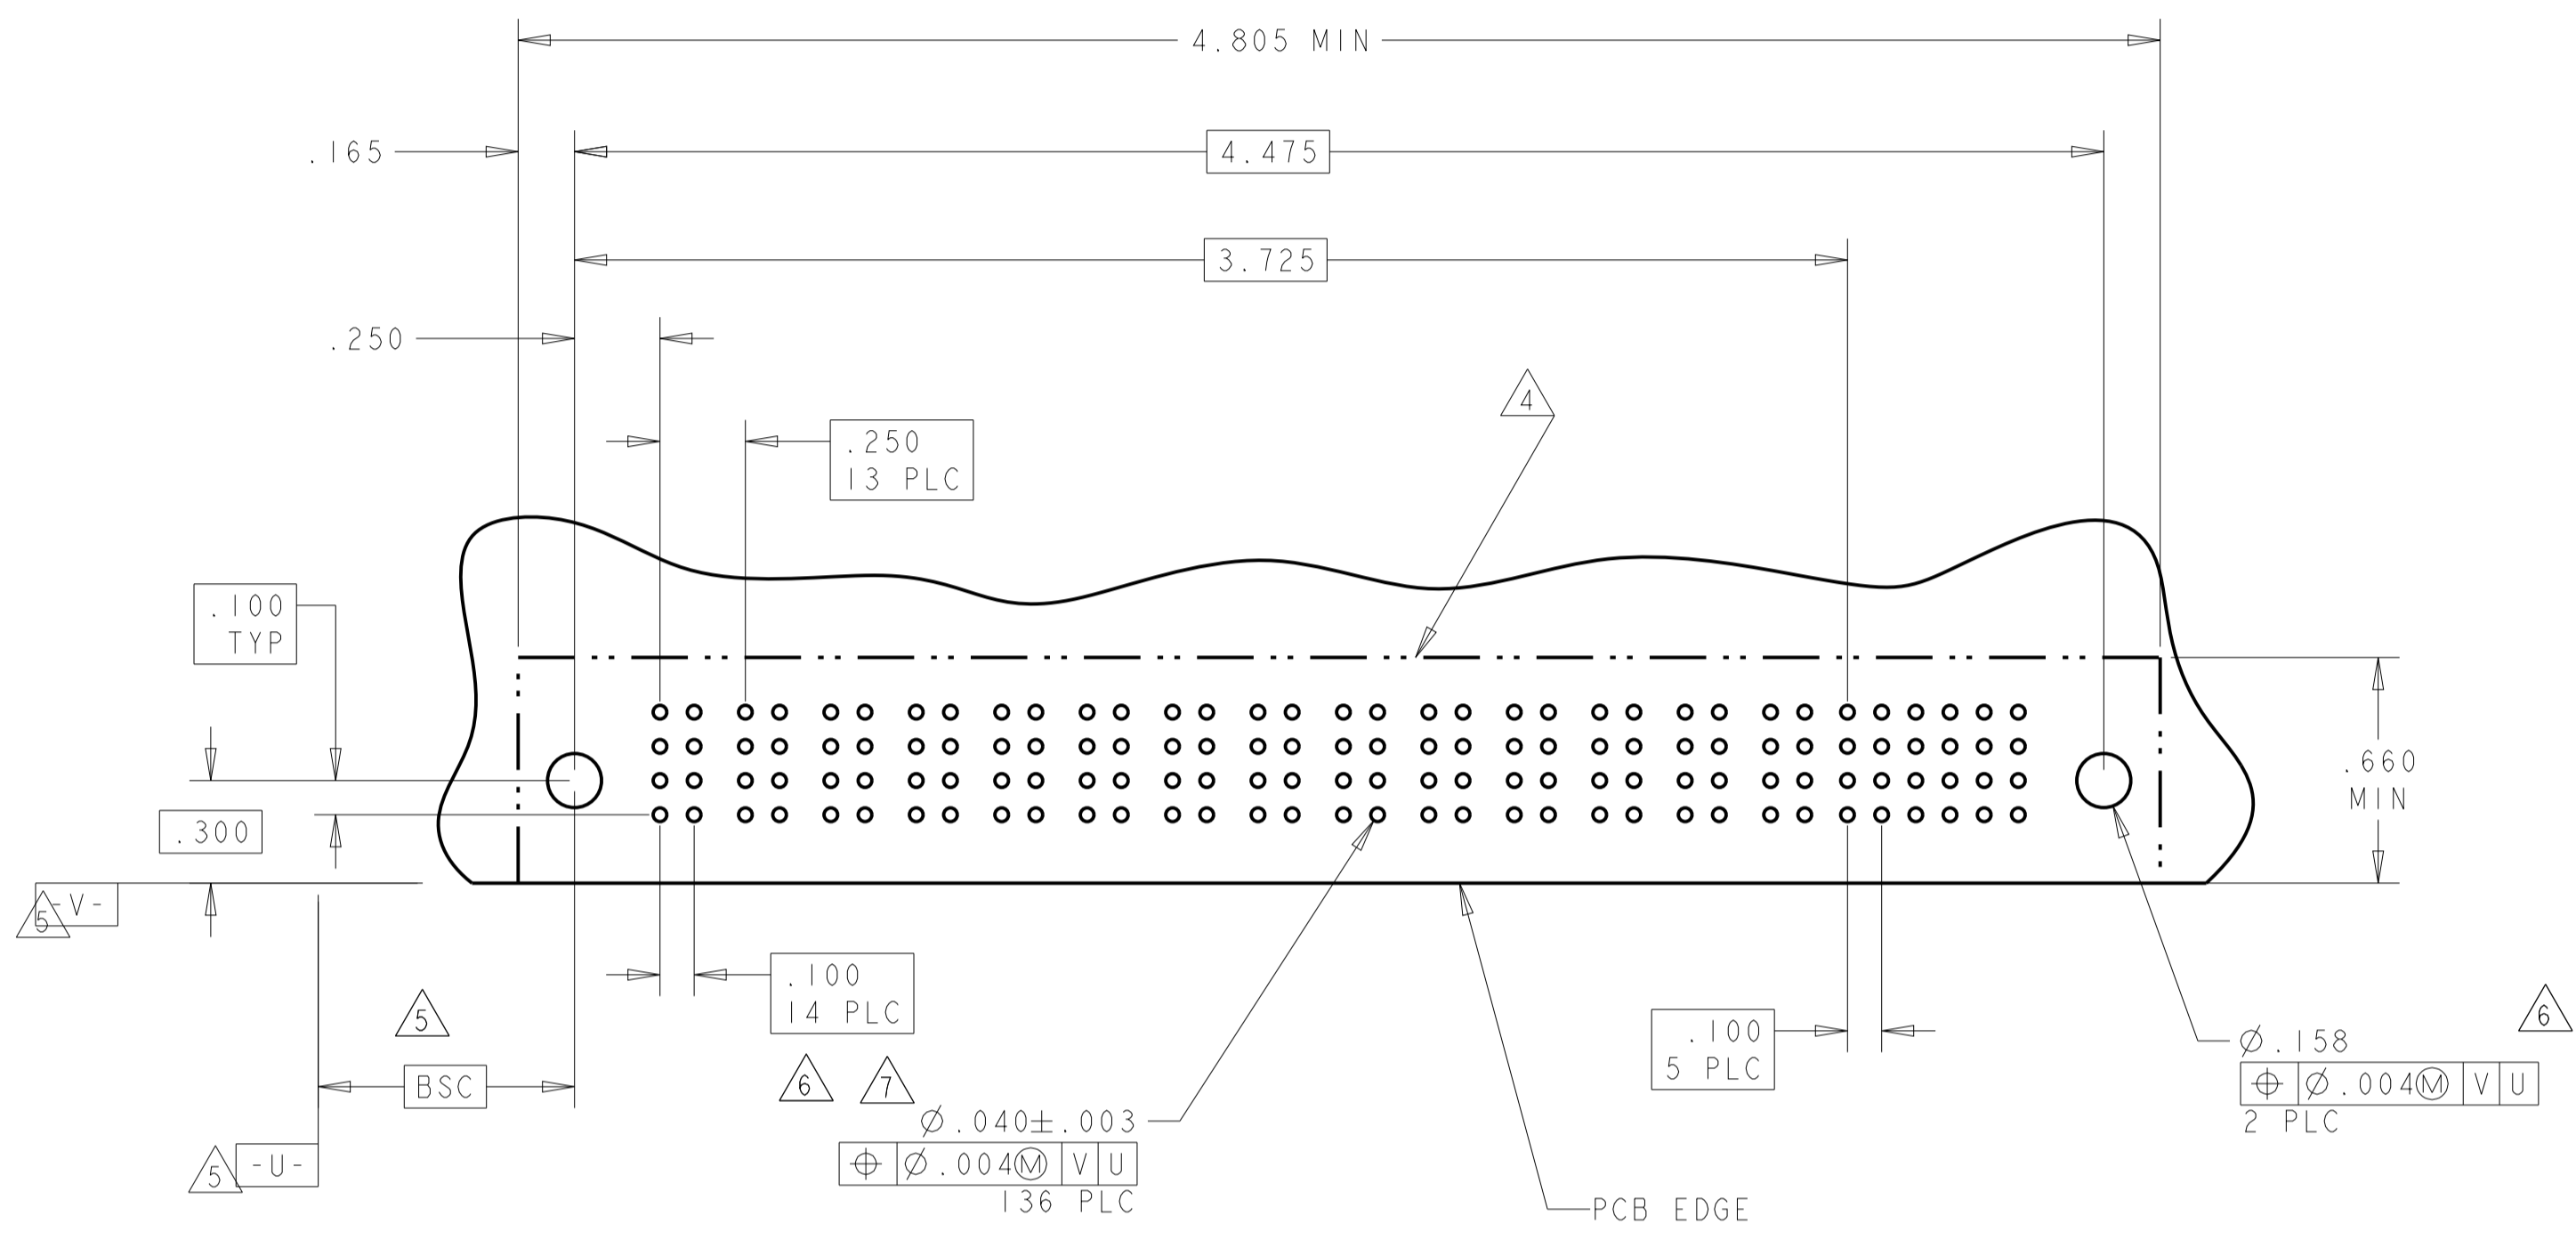 4.805 MIN
.165
4.475
3.725
.250
4
.250
13 PLC
.100
TYP
.660
MIN
.300
-V-
5
.100
14 PLC
5
6
.100
5 PLC
Ø.158
⌖ Ø.004Ⓜ V U
2 PLC
BSC
6 7
Ø.040±.003
⌖ Ø.004Ⓜ V U
136 PLC
5 -U-
PCB EDGE